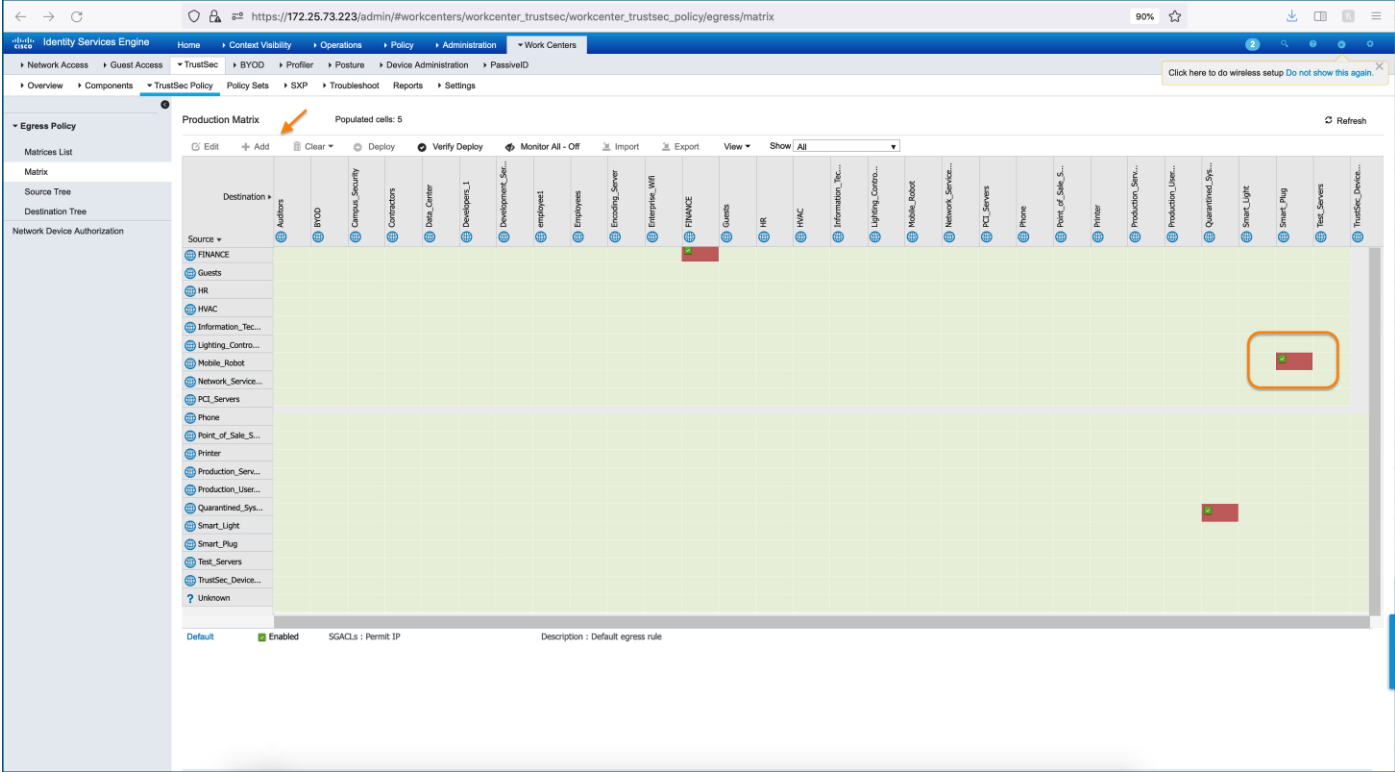 https://172.25.73.223/admin/#workcenters/workcenter_trustsec/workcenter_trustsec_policy/egress/matrix
90%
cisco Identity Services Engine Home Context Visibility Operations Policy Administration Work Centers 2
Network Access Guest Access TrustSec BYOD Profiler Posture Device Administration PassiveID
Click here to do wireless setup Do not show this again.
Overview Components TrustSec Policy Policy Sets SXP Troubleshoot Reports Settings
Egress Policy
Matrices List
Matrix
Source Tree
Destination Tree
Network Device Authorization
Production Matrix Populated cells: 5 Refresh
Edit Add Clear Deploy Verify Deploy Monitor All - Off Import Export View Show All
Destination
Auditors
BYOD
Campus_Security
Contractors
Data_Center
Developers_1
Development_Ser...
employee1
Employees
Encoding_Server
Enterprise_Wifi
FINANCE
Guests
HR
HVAC
Information_Tec...
Lighting_Contro...
Mobile_Robot
Network_Service...
PCI_Servers
Phone
Point_of_Sale_S...
Printer
Production_Serv...
Production_User...
Quarantined_Sys...
Smart_Light
Smart_Plug
Test_Servers
TrustSec_Device...
Source
FINANCE
Guests
HR
HVAC
Information_Tec...
Lighting_Contro...
Mobile_Robot
Network_Service...
PCI_Servers
Phone
Point_of_Sale_S...
Printer
Production_Serv...
Production_User...
Quarantined_Sys...
Smart_Light
Smart_Plug
Test_Servers
TrustSec_Device...
? Unknown
Default Enabled SGACLs : Permit IP Description : Default egress rule